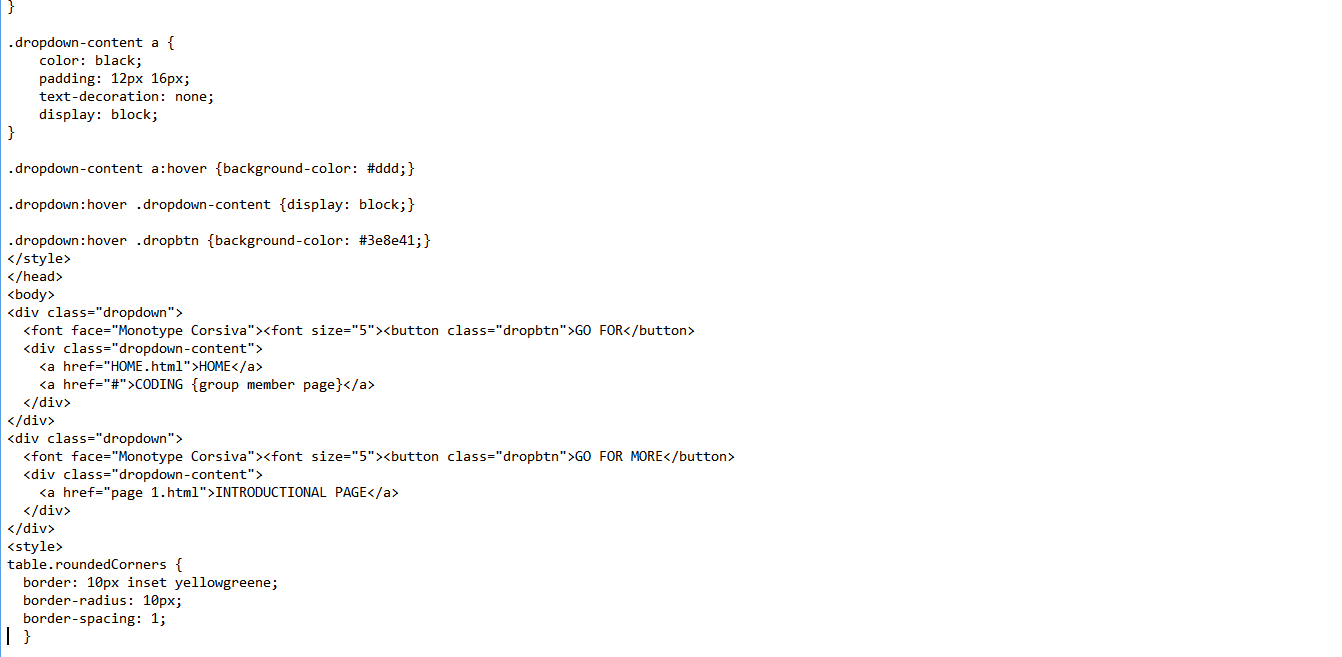 }
.dropdown-content a {
    color: black;
    padding: 12px 16px;
    text-decoration: none;
    display: block;
}
.dropdown-content a:hover {background-color: #ddd;}
.dropdown:hover .dropdown-content {display: block;}
.dropdown:hover .dropbtn {background-color: #3e8e41;}
</style>
</head>
<body>
<div class="dropdown">
  <font face="Monotype Corsiva"><font size="5"><button class="dropbtn">GO FOR</button>
  <div class="dropdown-content">
    <a href="HOME.html">HOME</a>
    <a href="#">CODING {group member page}</a>
  </div>
</div>
<div class="dropdown">
  <font face="Monotype Corsiva"><font size="5"><button class="dropbtn">GO FOR MORE</button>
  <div class="dropdown-content">
    <a href="page 1.html">INTRODUCTIONAL PAGE</a>
  </div>
</div>
<style>
table.roundedCorners {
  border: 10px inset yellowgreene;
  border-radius: 10px;
  border-spacing: 1;
  }